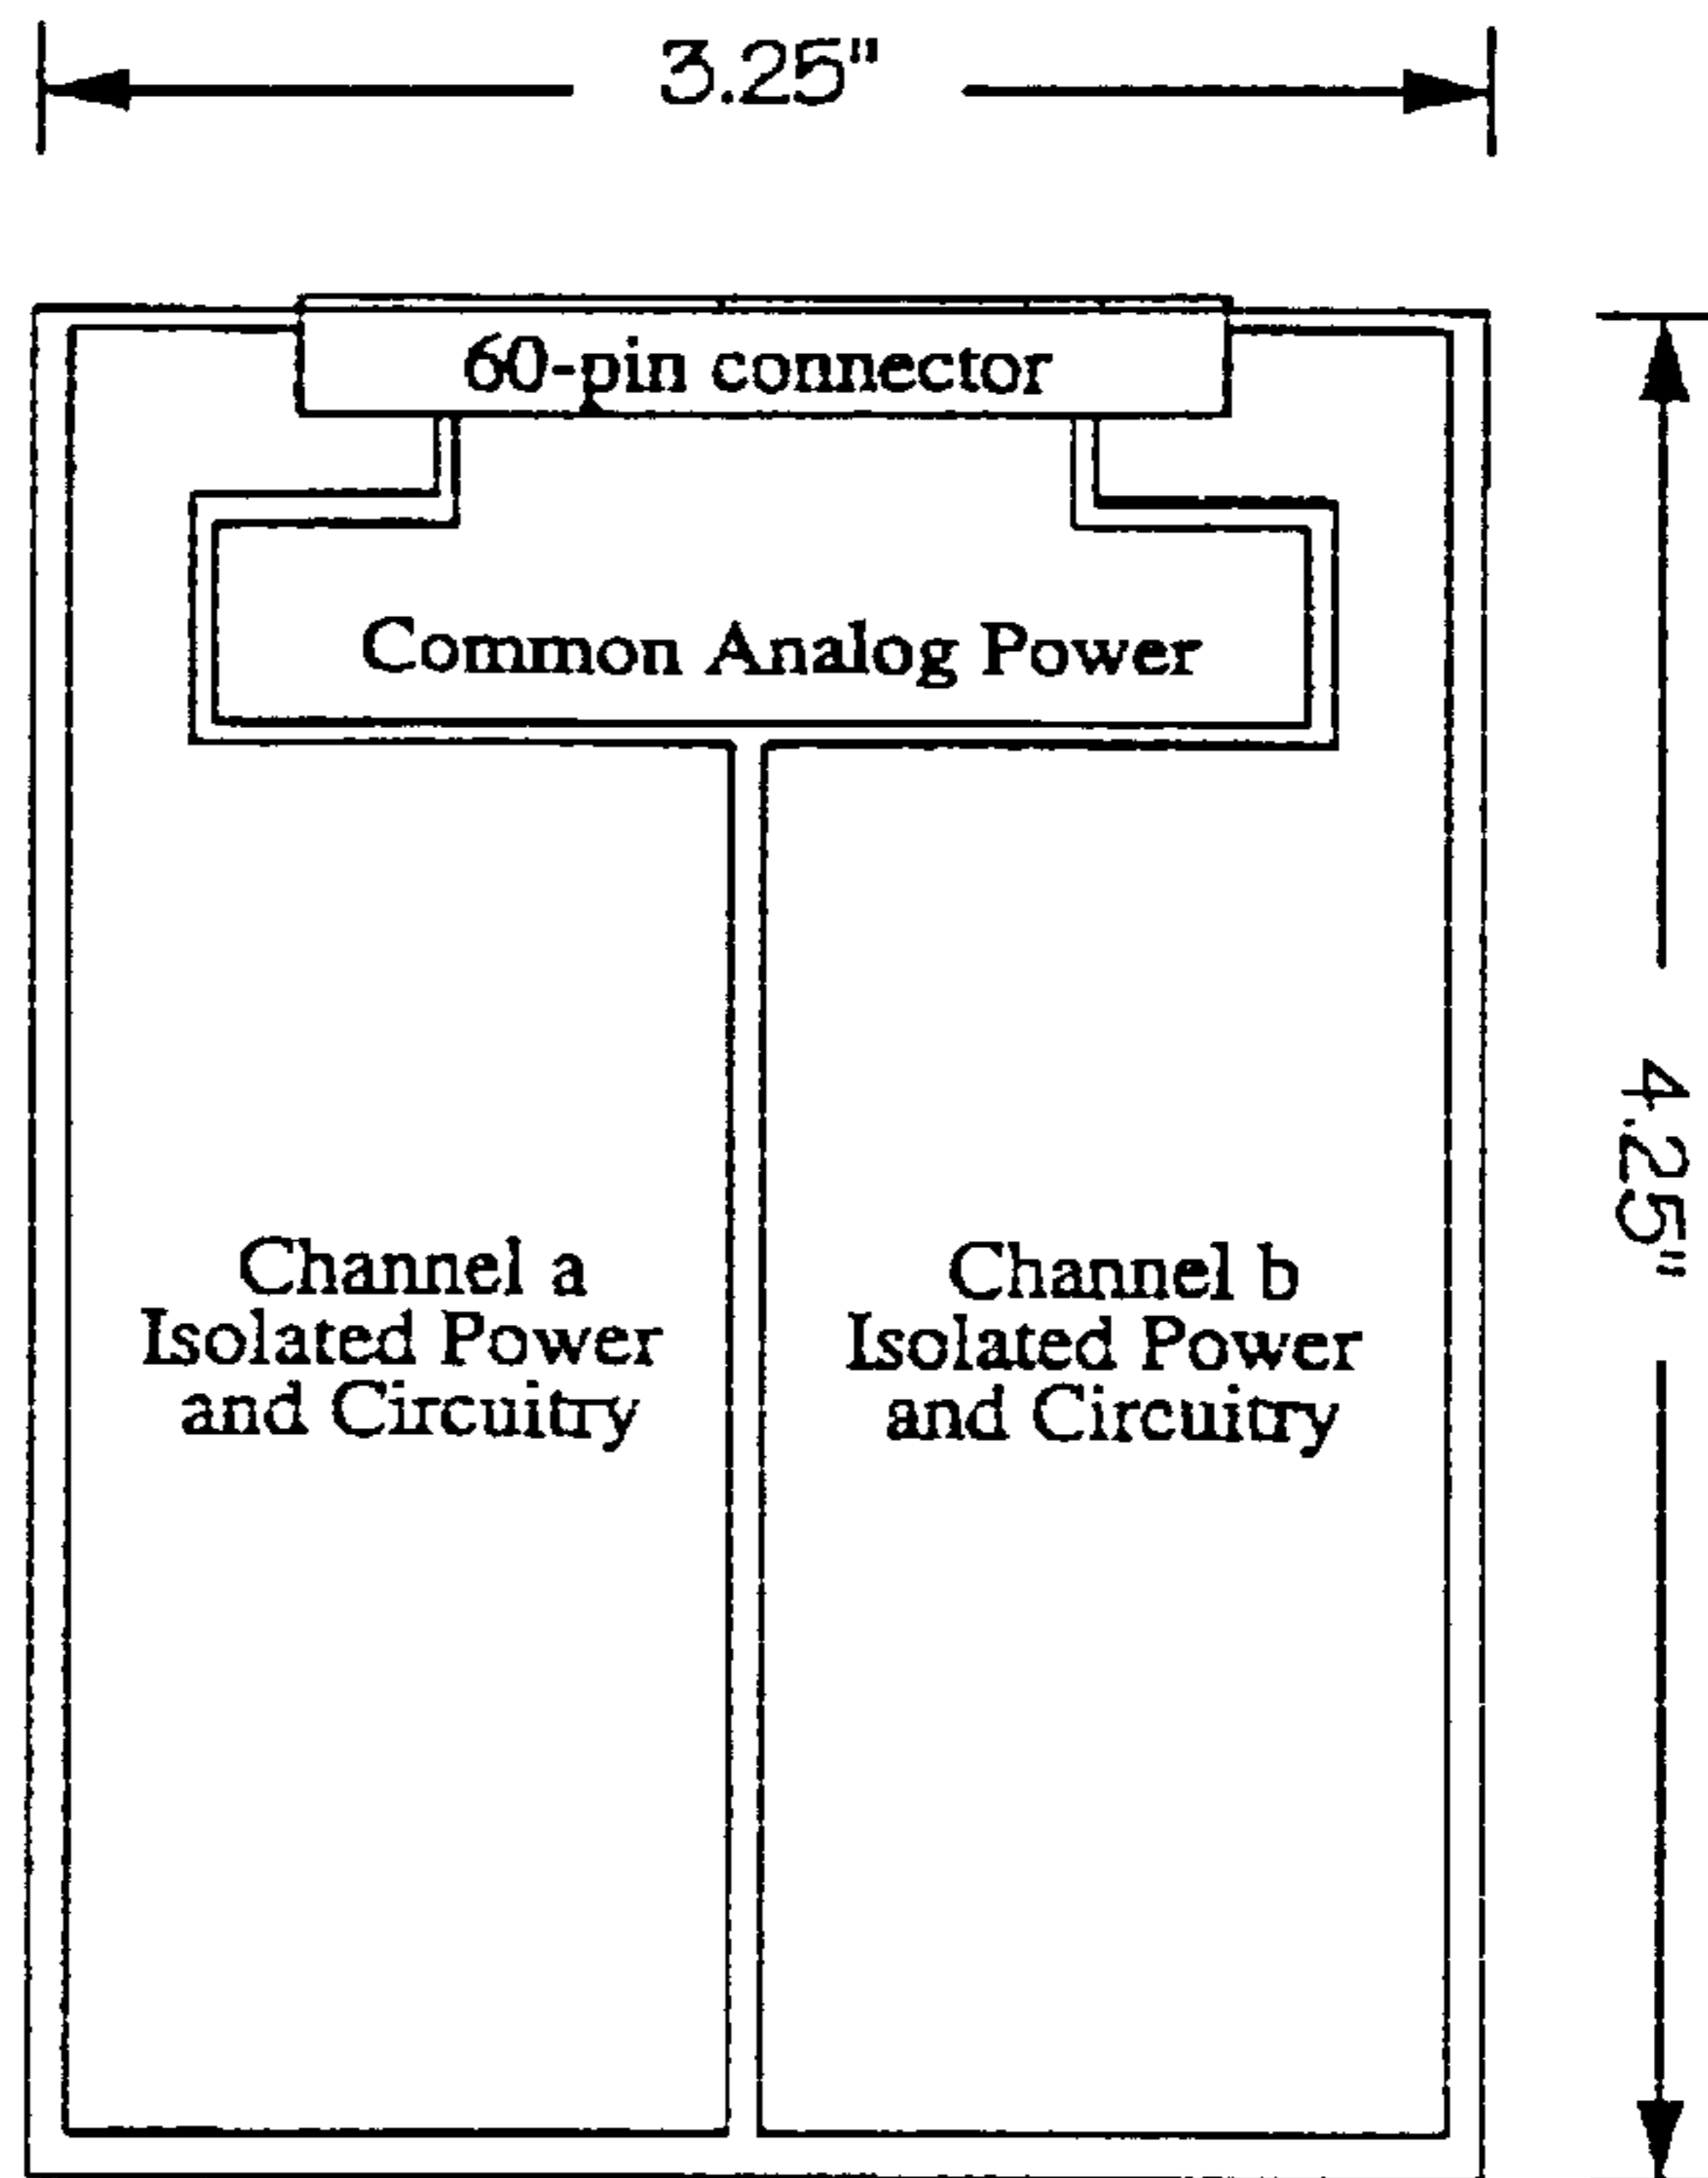 3.25"
60-pin connector
Common Analog Power
4.25"
Channel a
Isolated Power
and Circuitry
Channel b
Isolated Power
and Circuitry